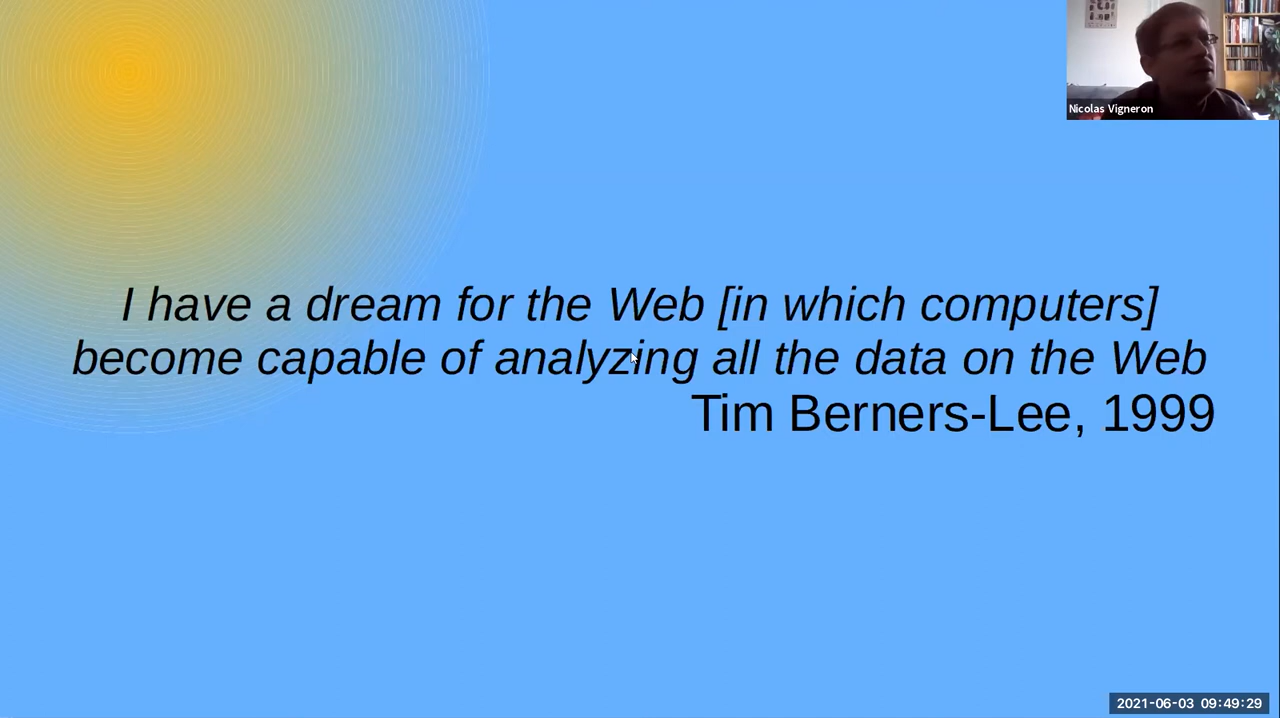 Nicolas Vigneron
I have a dream for the Web [in which computers]
become capable of analyzing all the data on the Web
Tim Berners-Lee, 1999
2021-06-03 09:49:29